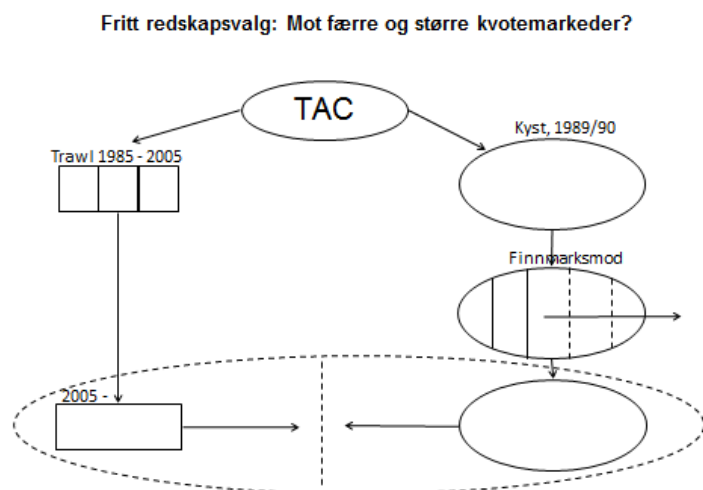 Fritt redskapsvalg: Mot færre og større kvotemarkeder?
TAC
Kyst, 1989/90
Trawl 1985 - 2005
Finnmarksmod
2005 -